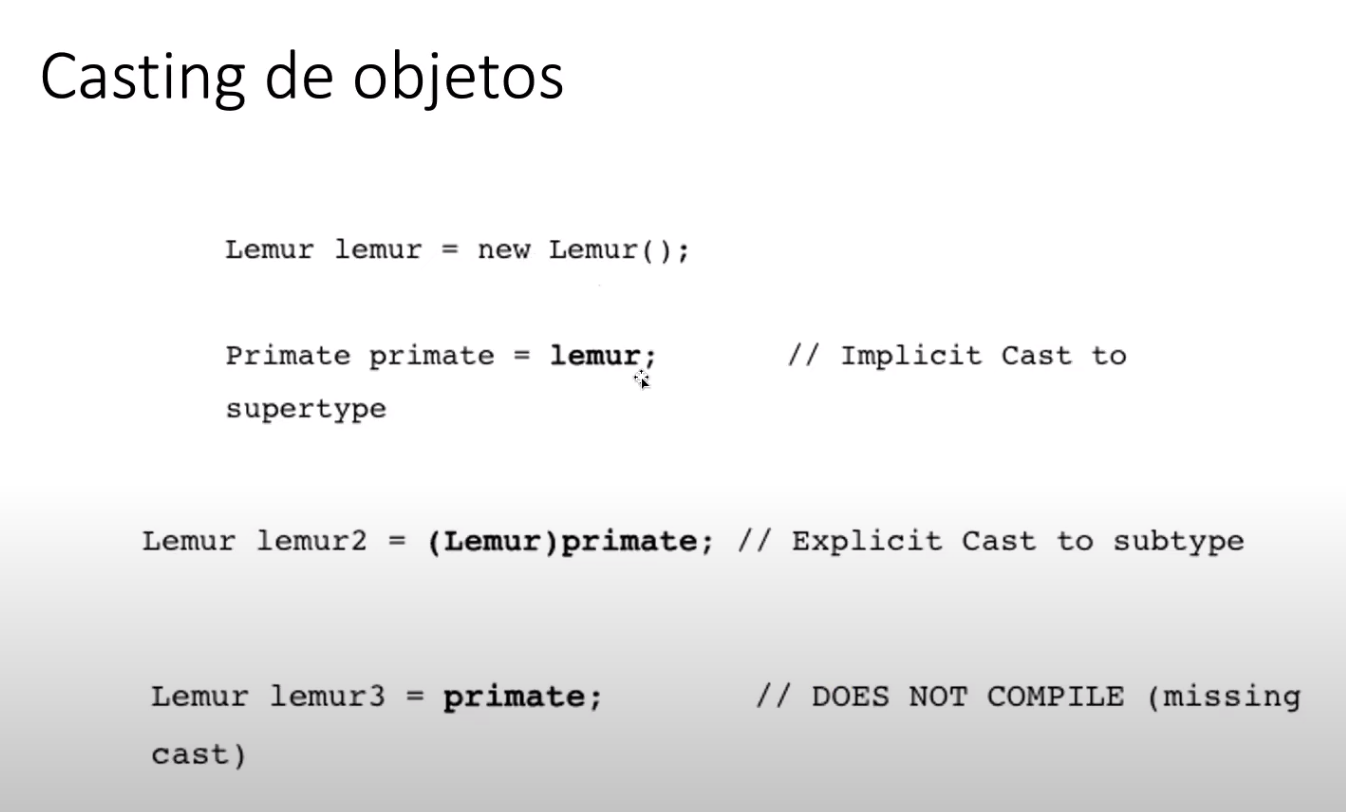 Casting de objetos
Lemur lemur = new Lemur();
Primate primate = lemur; // Implicit Cast to
supertype
Lemur lemur2 = (Lemur)primate; // Explicit Cast to subtype
Lemur lemur3 = primate; // DOES NOT COMPILE (missing
cast)